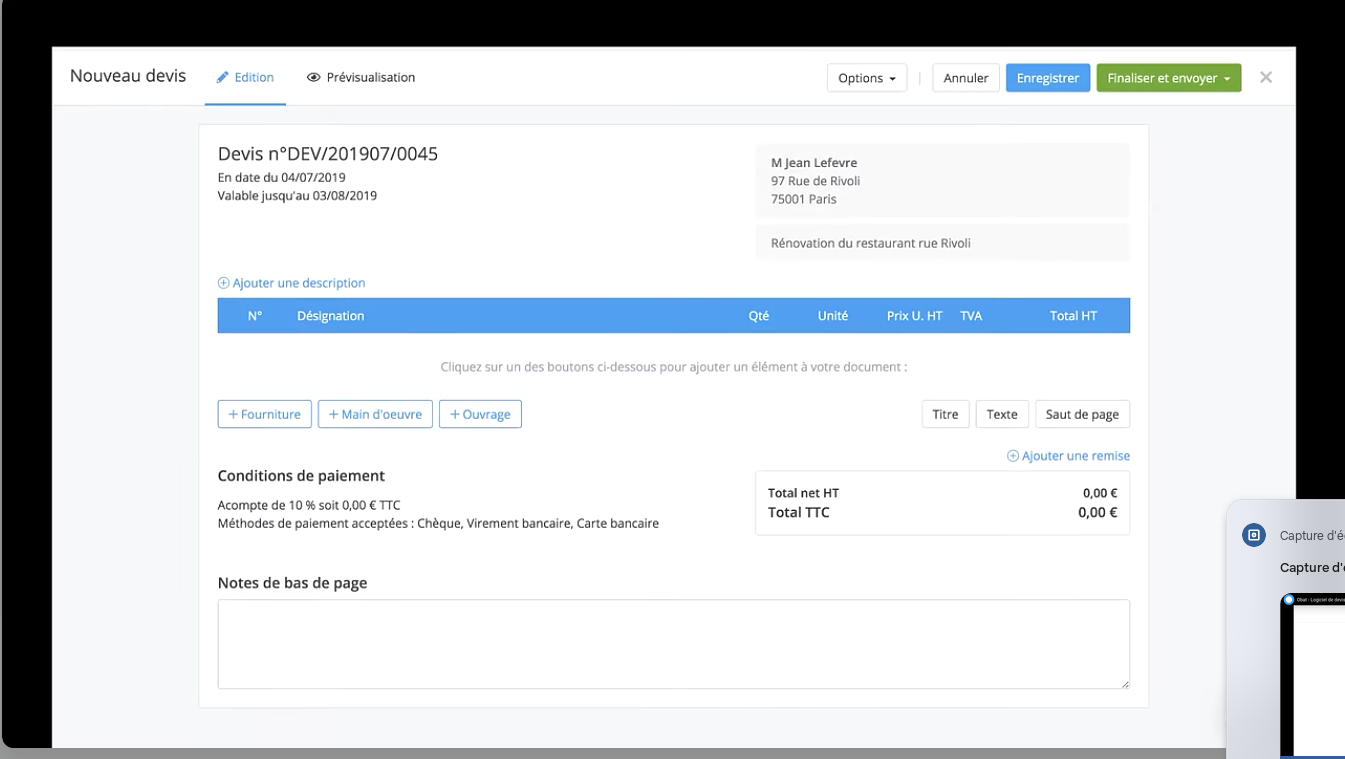 Nouveau devis
Edition
Prévisualisation
Options
Annuler
Enregistrer
Finaliser et envoyer
Devis n°DEV/201907/0045
En date du 04/07/2019
Valable jusqu'au 03/08/2019
M Jean Lefevre
97 Rue de Rivoli
75001 Paris
Rénovation du restaurant rue Rivoli
Ajouter une description
N° Désignation Qté Unité Prix U. HT TVA Total HT
Cliquez sur un des boutons ci-dessous pour ajouter un élément à votre document :
+ Fourniture
+ Main d'oeuvre
+ Ouvrage
Titre
Texte
Saut de page
Ajouter une remise
Conditions de paiement
Acompte de 10 % soit 0,00 € TTC
Méthodes de paiement acceptées : Chèque, Virement bancaire, Carte bancaire
Total net HT 0,00 €
Total TTC 0,00 €
Notes de bas de page
Capture d'é
Capture d'
Obat - Logiciel de devis